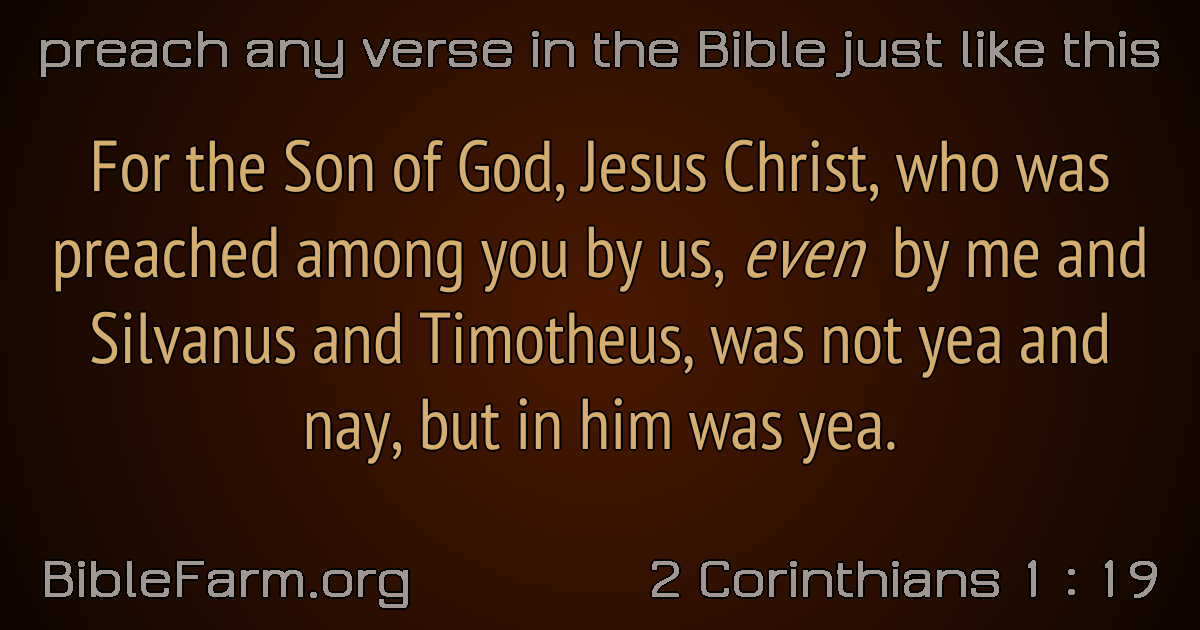 preach any verse in the Bible just like this
For the Son of God, Jesus Christ, who was
preached among you by us, even by me and
Silvanus and Timotheus, was not yea and
nay, but in him was yea.
BibleFarm.org
2 Corinthians 1 : 19